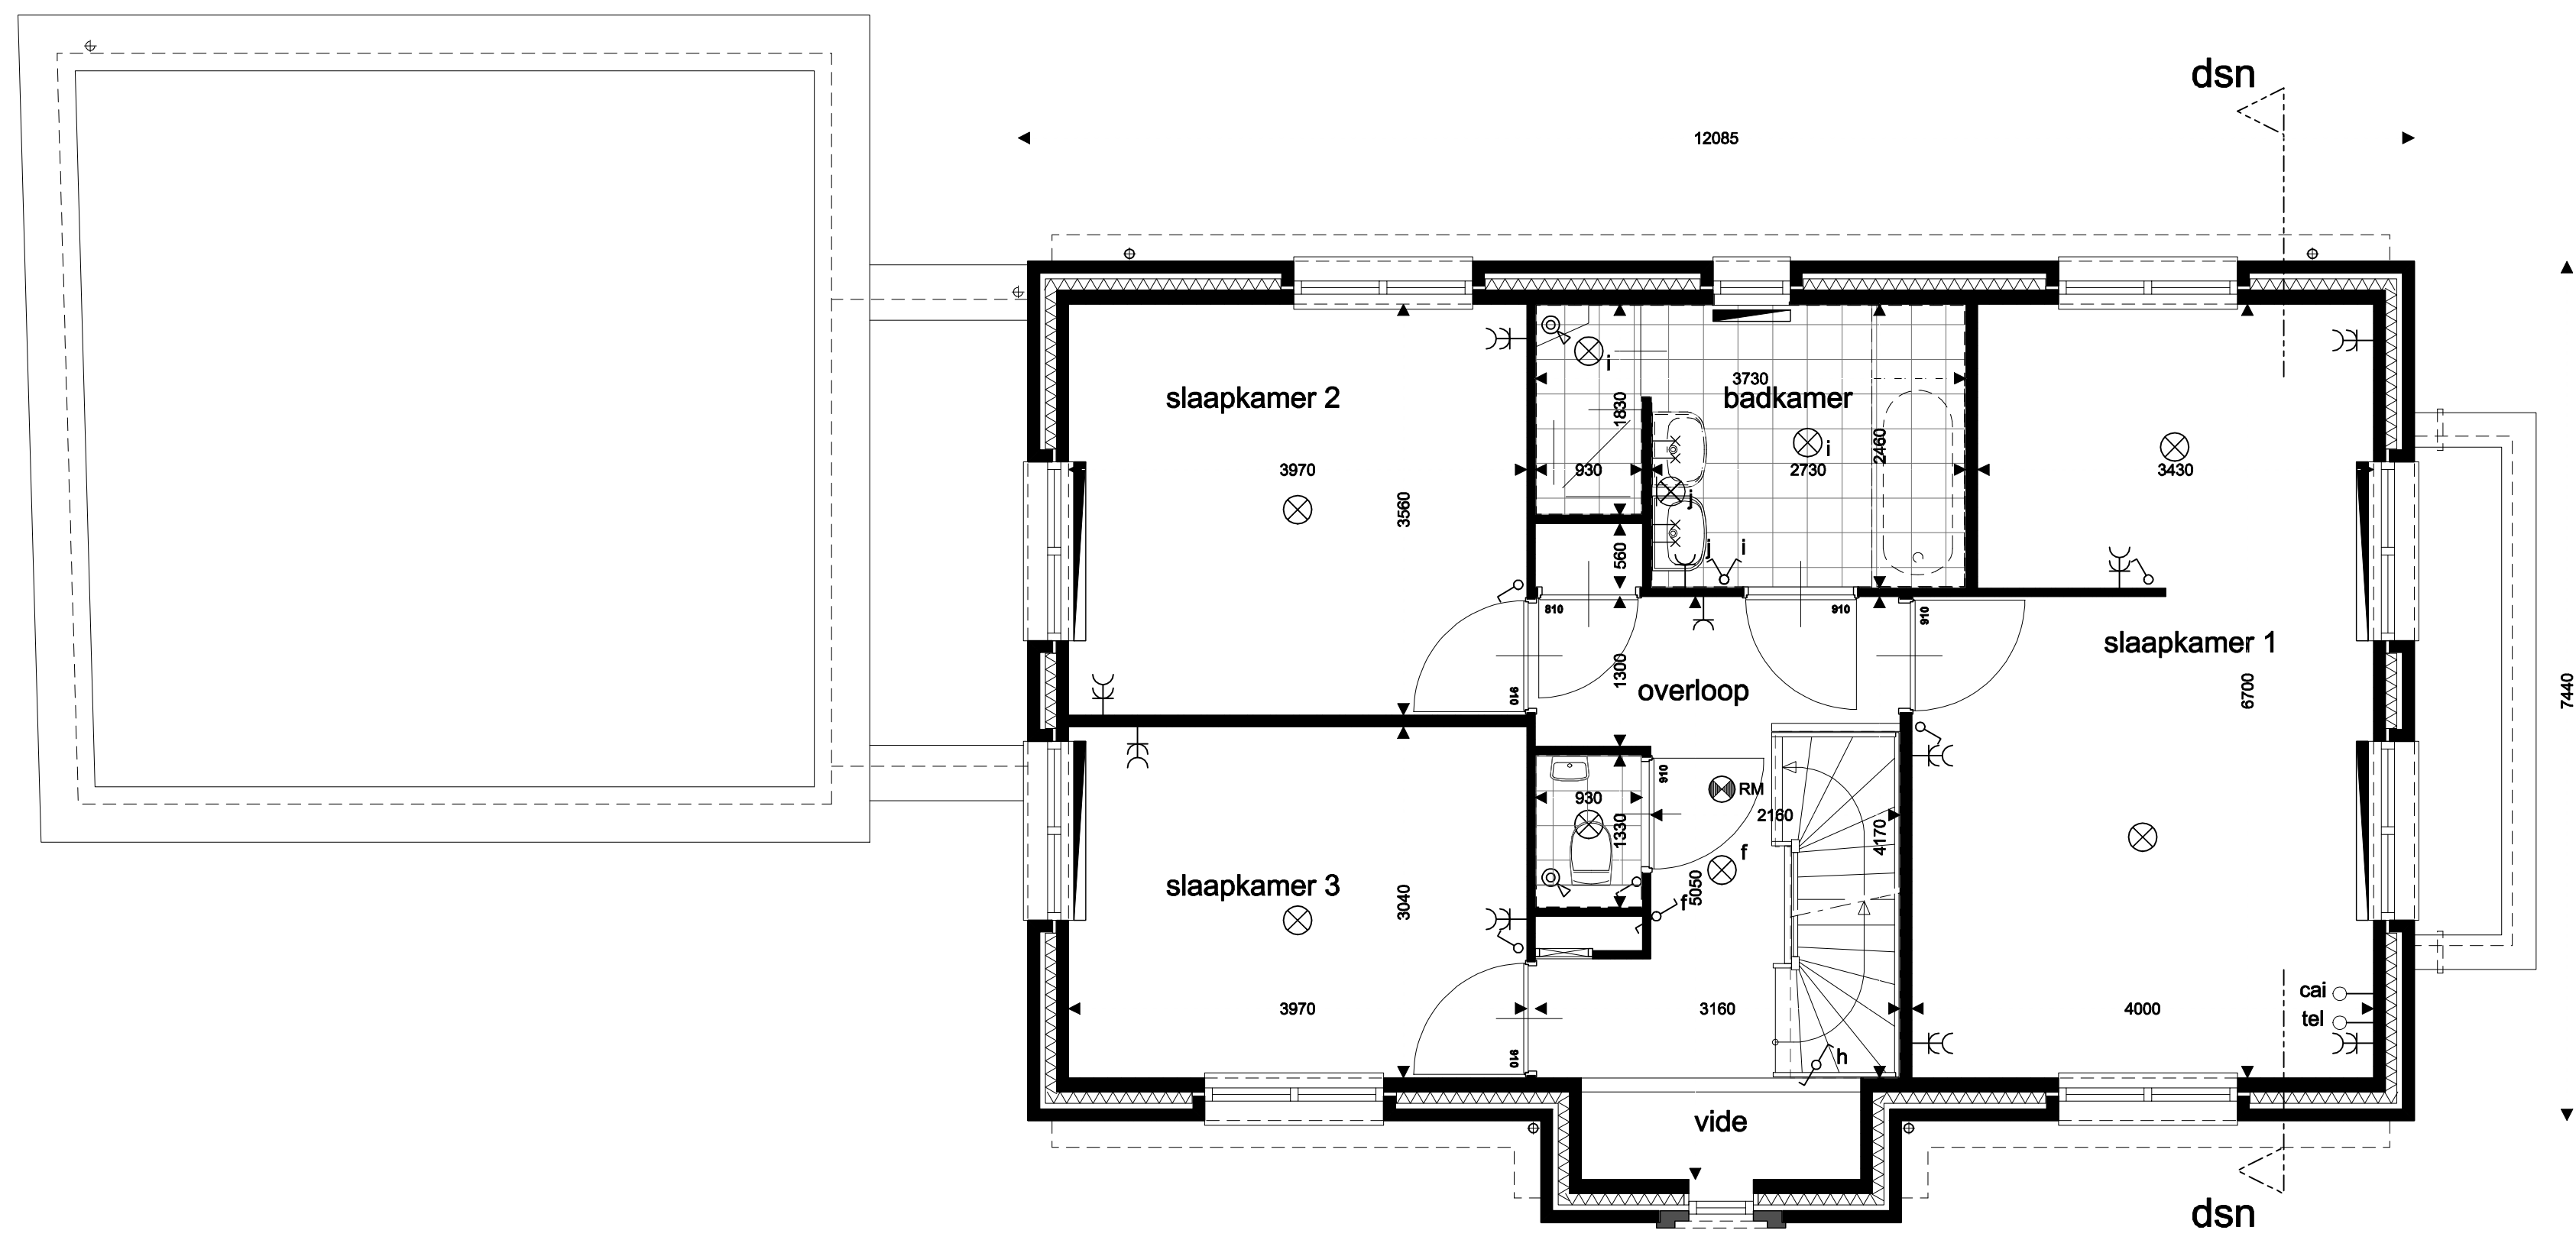 dsn
12085
i
3730
slaapkamer 2
badkamer
1830
i
2460
3970
930
2730
3430
j
3560
j
i
560
810
910
910
slaapkamer 1
1300
overloop
910
6700
7440
910
RM
930
2160
1330
4170
f
slaapkamer 3
5050
3040
f
cai
3970
3160
4000
tel
910
h
vide
dsn